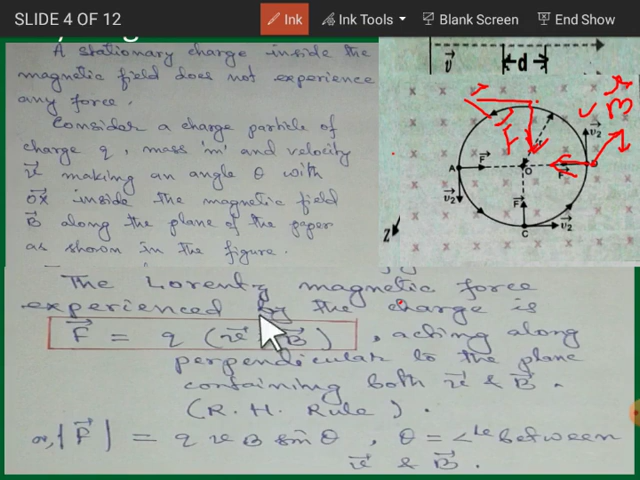 SLIDE 4 OF 12
Ink
Ink Tools
Blank Screen
End Show
A stationary charge inside the
magnetic field does not experience
any force.
Consider a charge particle of
charge q, mass 'm' and velocity
v⃗ making an angle θ with
OX⃗ inside the magnetic field
B⃗ along the plane of the paper
as shown in the figure.
v⃗ d
v B
F
A F⃗ O F⃗ D v⃗2
v⃗2
F⃗
C v⃗2
Z
The Lorentz magnetic force
experienced by the charge is
F⃗ = q (v⃗ B⃗), acting along
perpendicular to the plane
containing both v⃗ & B⃗.
(R.H. Rule).
or, |F⃗| = q v B sin θ, θ = <le between
v⃗ & B⃗.